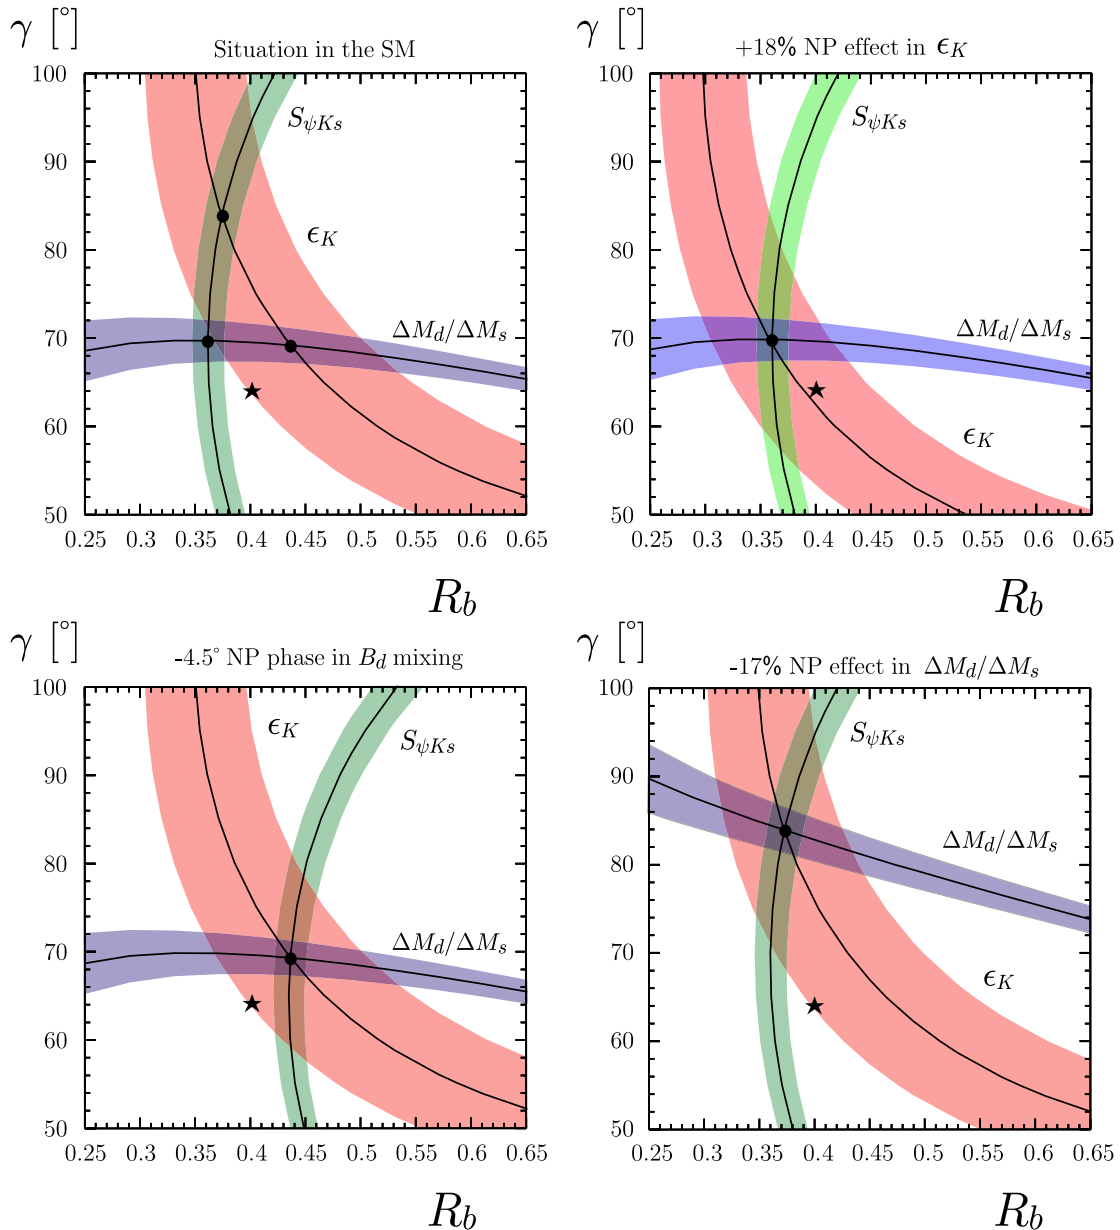 γ [°]
Situation in the SM
100
90
80
70
60
50
0.25 0.3 0.35 0.4 0.45 0.5 0.55 0.6 0.65
S_{ψKs}
ϵ_K
ΔM_d/ΔM_s
R_b
γ [°]
+18% NP effect in ϵ_K
100
90
80
70
60
50
0.25 0.3 0.35 0.4 0.45 0.5 0.55 0.6 0.65
S_{ψKs}
ΔM_d/ΔM_s
ϵ_K
R_b
γ [°]
-4.5° NP phase in B_d mixing
100
90
80
70
60
50
0.25 0.3 0.35 0.4 0.45 0.5 0.55 0.6 0.65
ϵ_K
S_{ψKs}
ΔM_d/ΔM_s
R_b
γ [°]
-17% NP effect in ΔM_d/ΔM_s
100
90
80
70
60
50
0.25 0.3 0.35 0.4 0.45 0.5 0.55 0.6 0.65
S_{ψKs}
ΔM_d/ΔM_s
ϵ_K
R_b